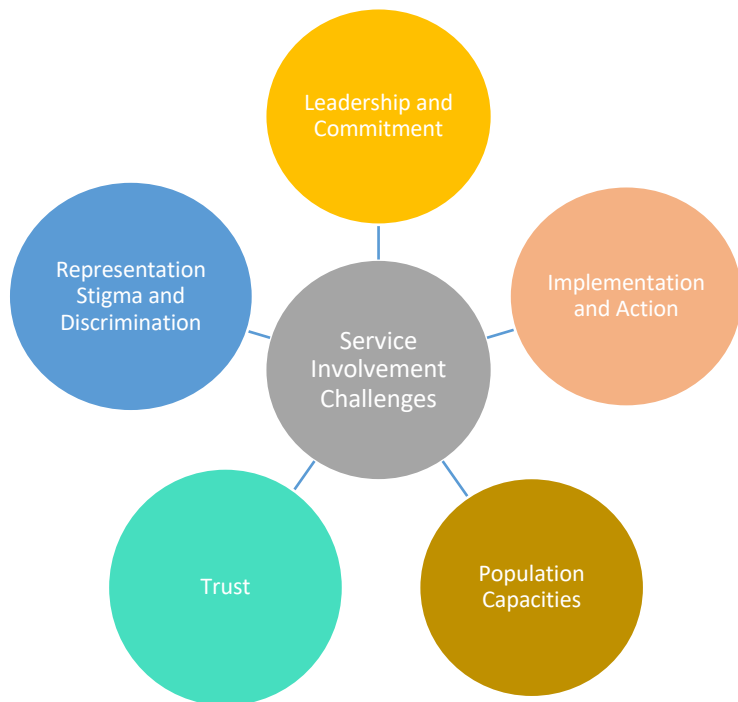 Leadership and
Commitment
Representation
Stigma and
Discrimination
Implementation
and Action
Service
Involvement
Challenges
Trust
Population
Capacities